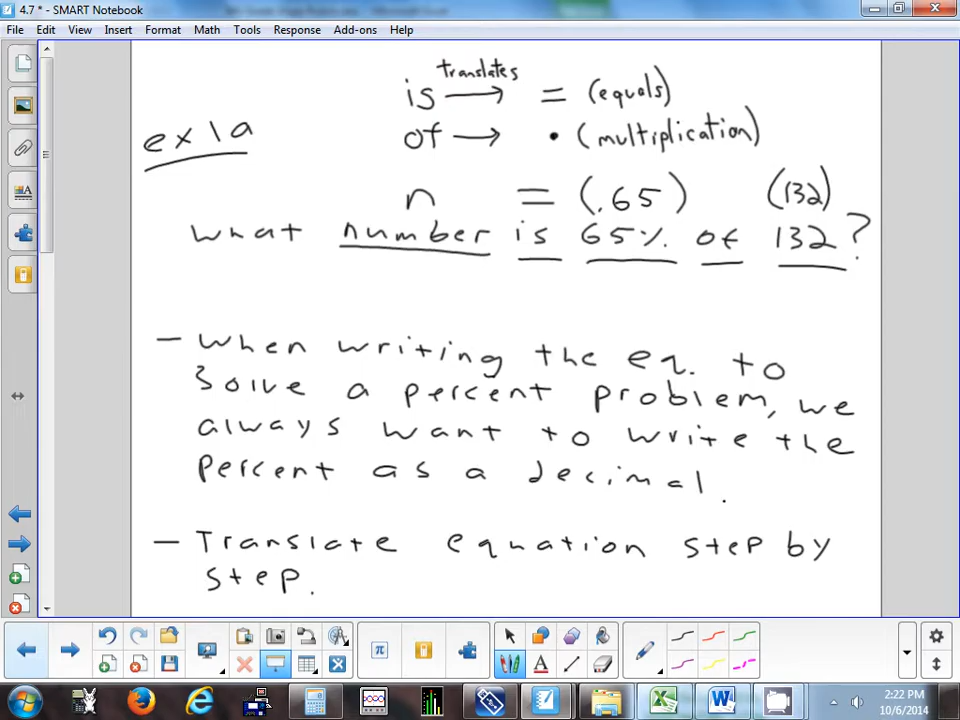 4.7 * - SMART Notebook
File Edit View Insert Format Math Tools Response Add-ons Help
is translates → = (equals)
of → • (multiplication)
ex 1a
n = (.65) (132)
What number is 65% of 132?
- When writing the eq. to
solve a percent problem, we
always want to write the
percent as a decimal.
- Translate equation step by
step.
2:22 PM
10/6/2014